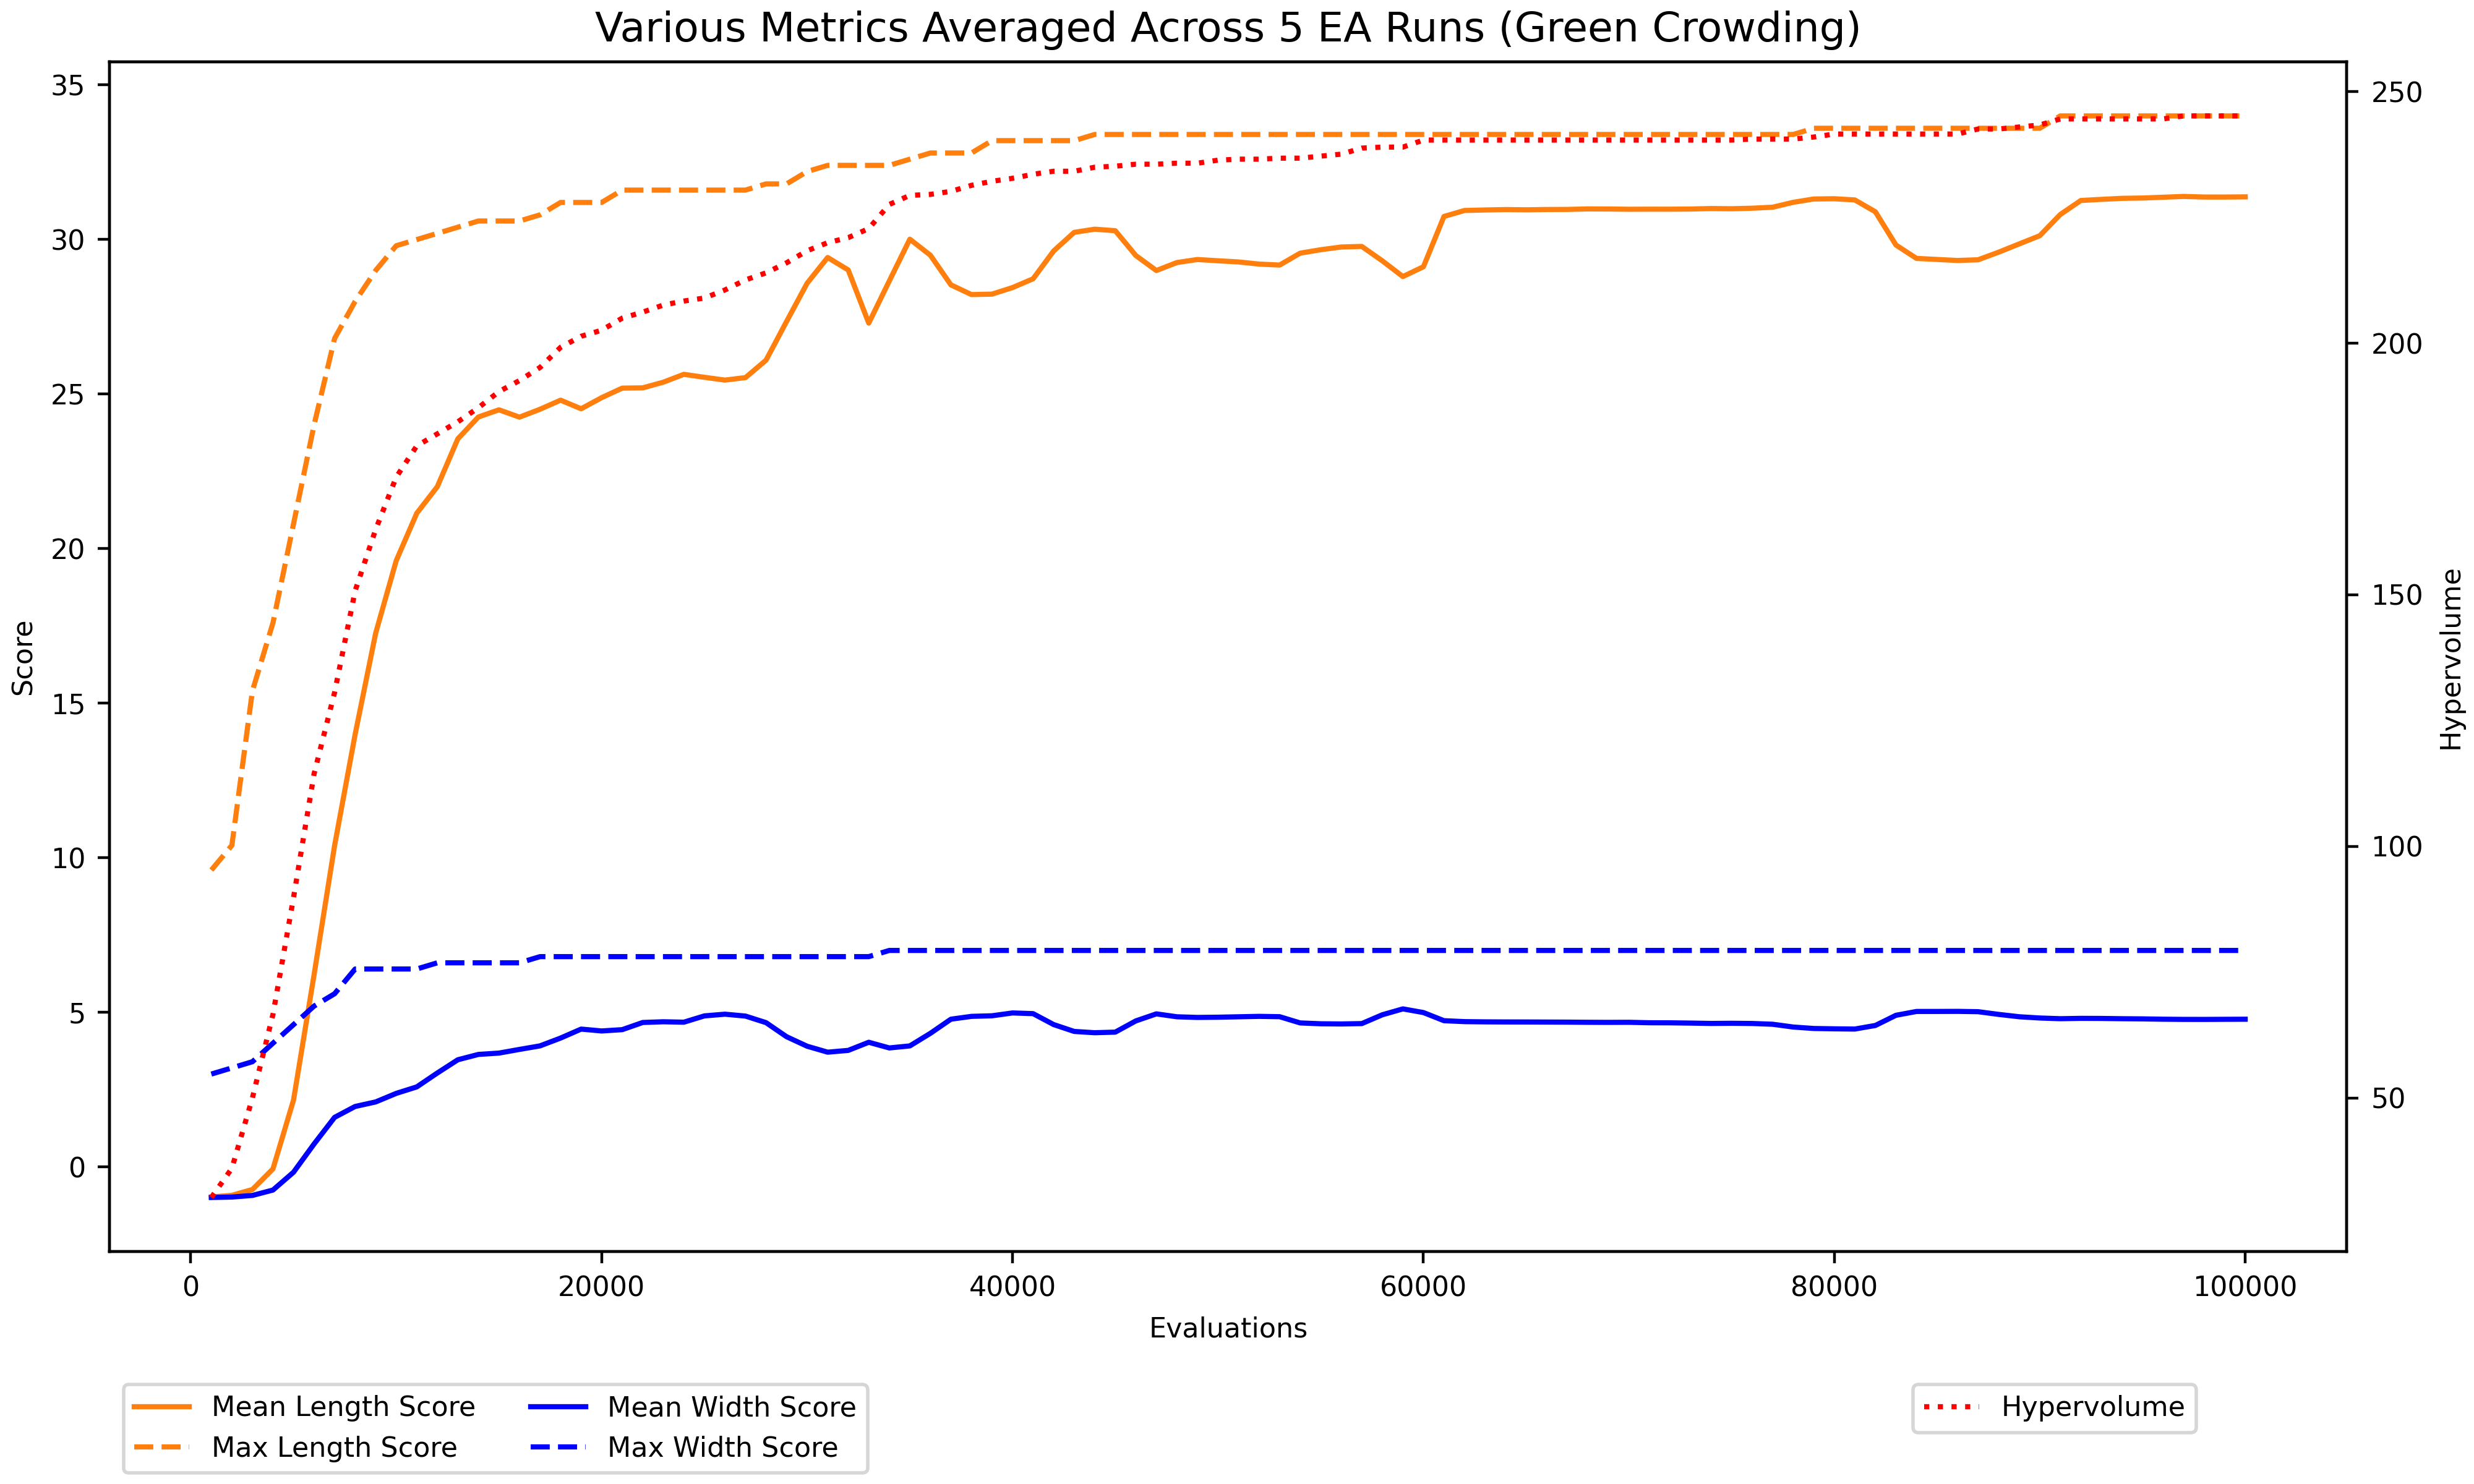 Various Metrics Averaged Across 5 EA Runs (Green Crowding)
35
30
25
20
15
10
5
0
Score
250
200
150
100
50
Hypervolume
0 20000 40000 60000 80000 100000
Evaluations
Mean Length Score Mean Width Score
Max Length Score Max Width Score
Hypervolume